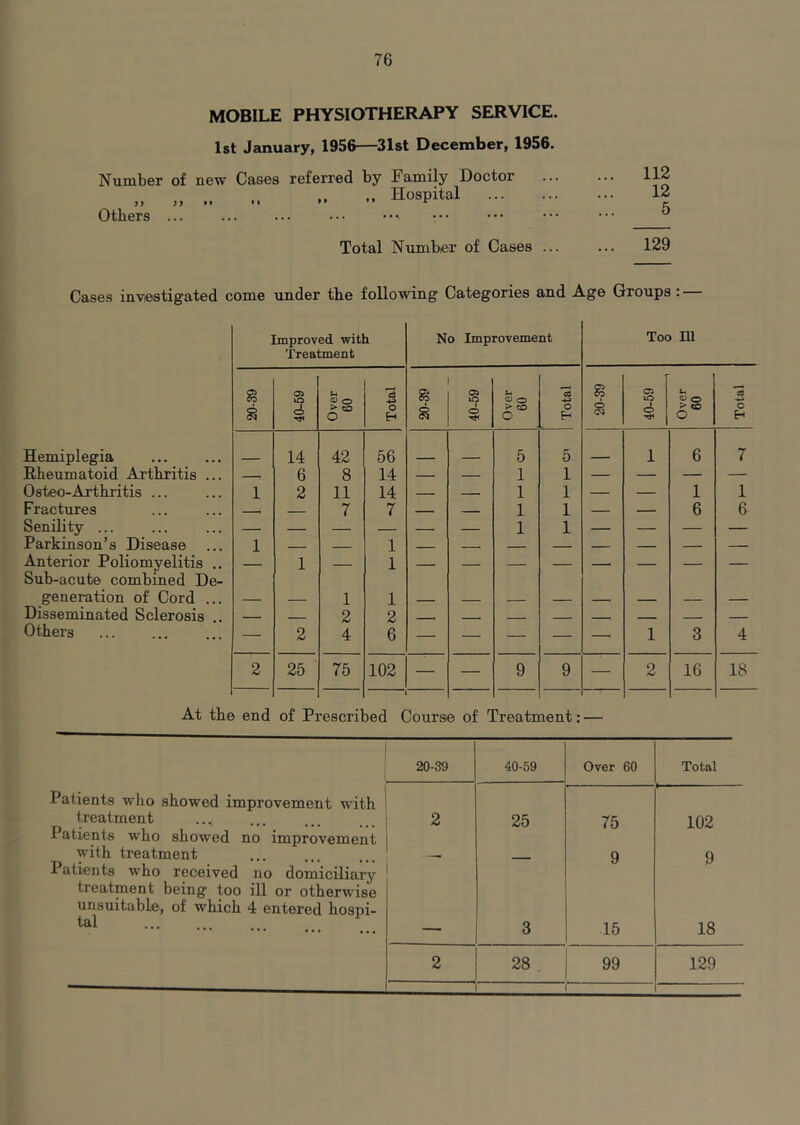 76
MOBILE PHYSIOTHERAPY SERVICE.
1st January, 1956—31st December, 1956.
Number of new Cases referred by Family Doctor ... ... 112
,, ,, ,, ,, ,, ,, Hospital ... ... ... 12
Others ... ... ... ... ... ... ... ... ... 5
Total Number of Cases ... ... 129
Cases investigated come under the following Categories and Age Groups:—
Improved with Treatment | No Improvement | Too Ill
20-39 | 40-59 | Over 60 | Total | 20-39 | 40-59 | Over 60 | Total | 20-39 | 40-59 | Over 60 | Total
Hemiplegia ... ... — 14 42 56 — — 5 5 — 1 6 7
Rheumatoid Arthritis ... — 6 8 14 — — 1 1 — — — —
Osteo-Arthritis ... ... 1 2 11 14 — — 1 1 — — 1 1
Fractures ... ... — — 7 7 — — 1 1 — — 6 6
Senility ... ... ... — — — — — — 1 1 — — — —
Parkinson's Disease ... 1 — — 1 — — — — — — — —
Anterior Poliomyelitis .. — 1 — 1 — — — — — — — —
Sub-acute combined De-
generation of Cord ... — — 1 1 — — — — — — — —
Disseminated Sclerosis .. — — 2 2 — — — — — — — —
Others ... ... ... — 2 4 6 — — — — — 1 3 4
2 25 75 102 — — 9 9 — 2 16 18
At the end of Prescribed Course of Treatment:—
20-39 | 40-59 | Over 60 | Total
Patients who showed improvement with
treatment ... ... ... ... 2 25 75 102
Patients who showed no improvement
with treatment ... ... ... — — 9 9
Patients who received no domiciliary
treatment being too ill or otherwise
unsuitable, of which 4 entered hospi-
tal ... ... ... ... ... — 3 15 18
2 28 99 129